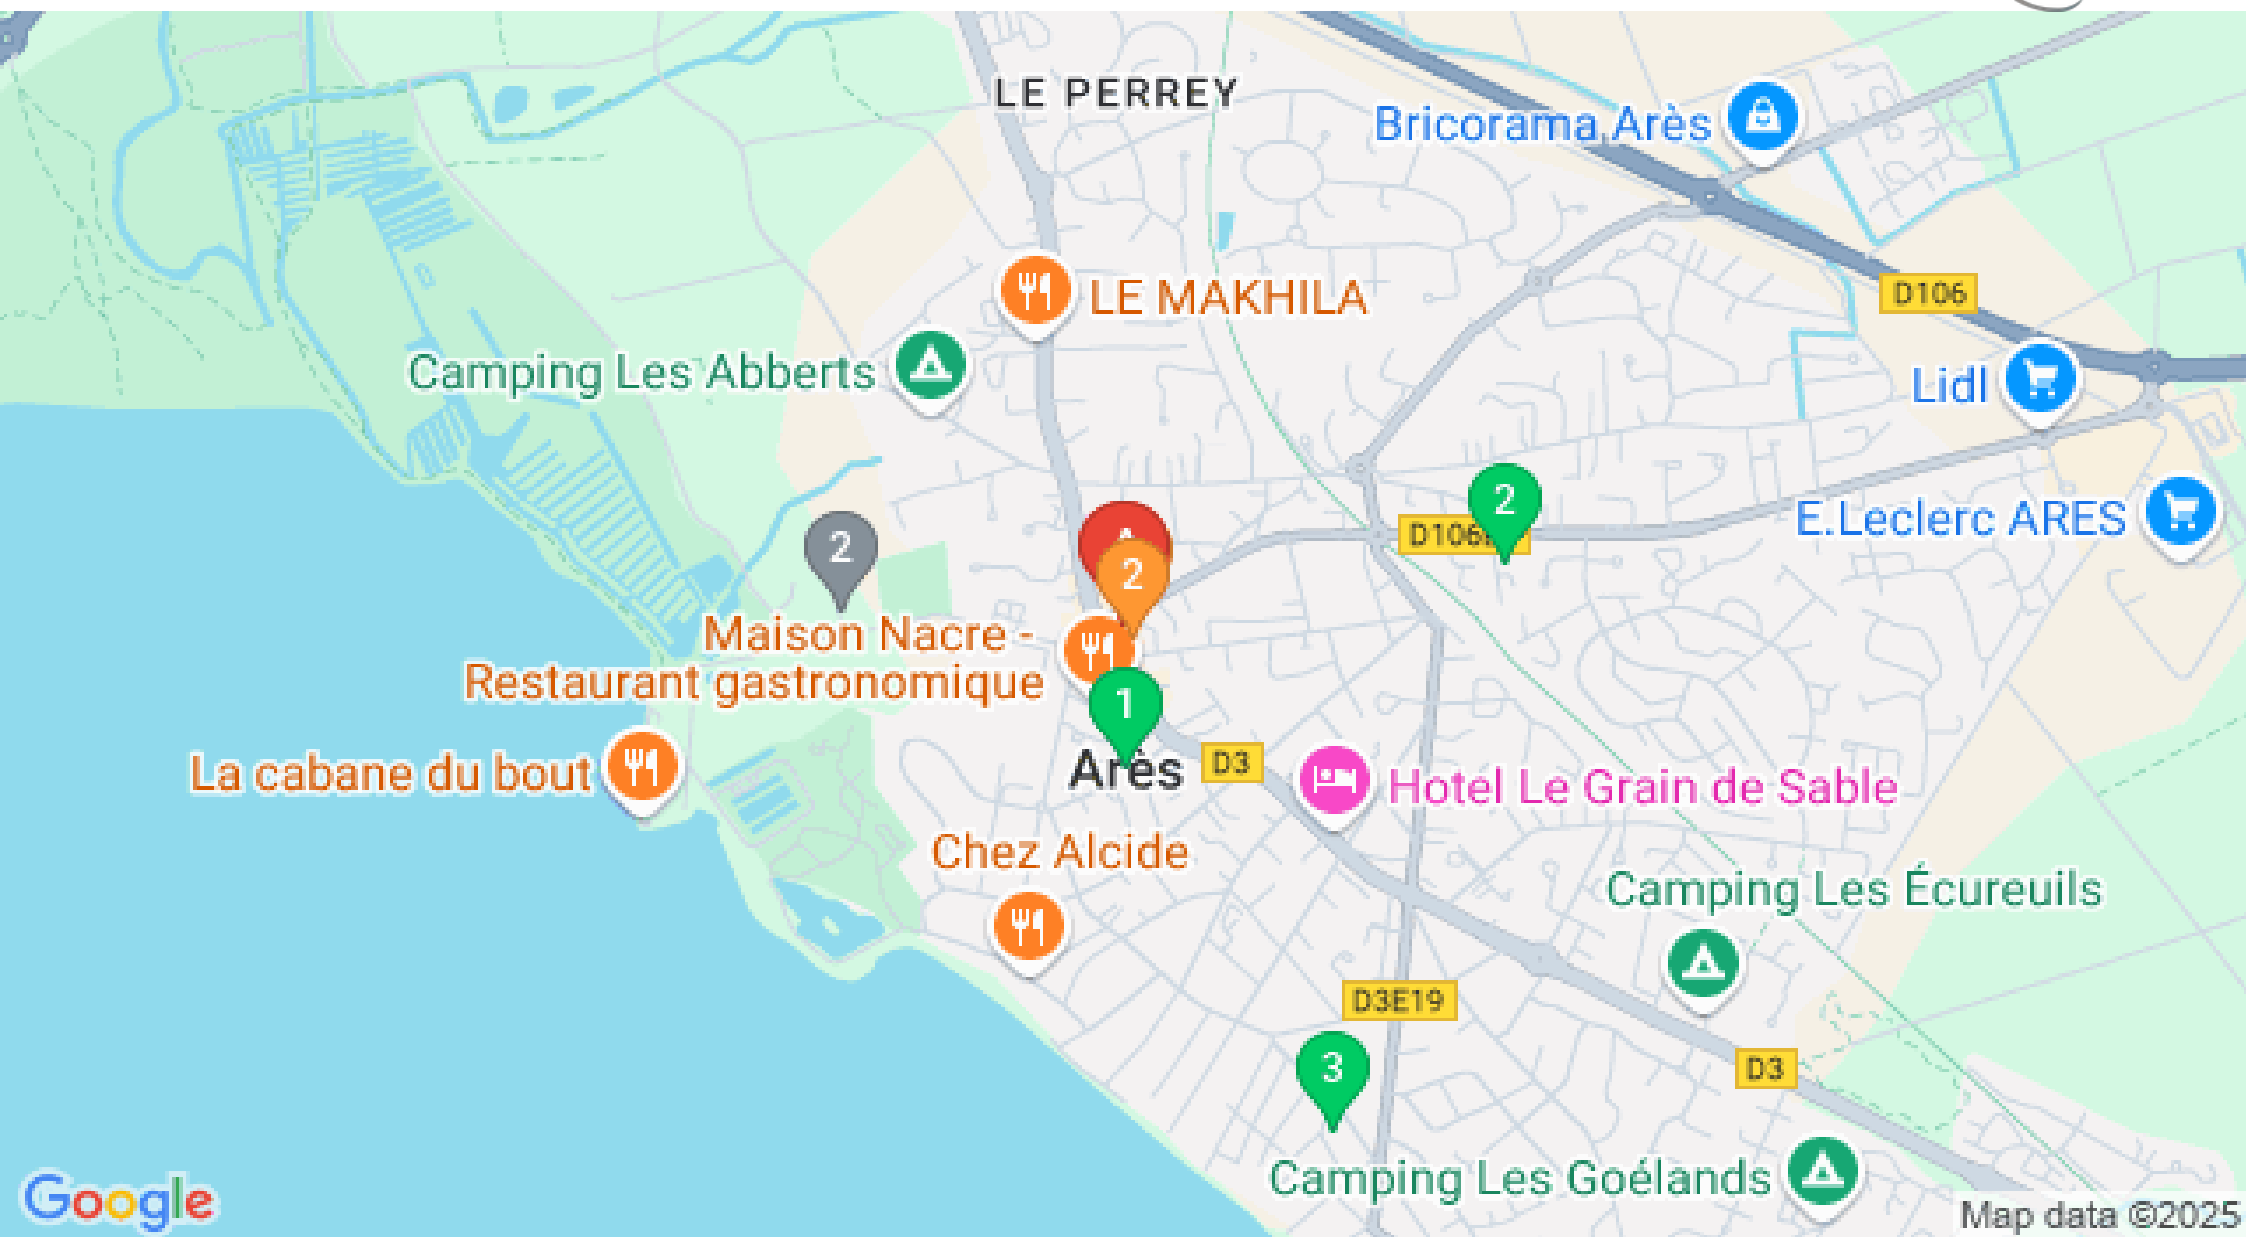 LE PERREY
Bricorama Arès
D106
LE MAKHILA
Camping Les Abberts
Lidl
2
E.Leclerc ARES
2
2
Maison Nacre -
Restaurant gastronomique
1
La cabane du bout
Arès
D3
Hotel Le Grain de Sable
Chez Alcide
Camping Les Écureuils
D3E19
3
D3
Camping Les Goélands
Google
Map data ©2025